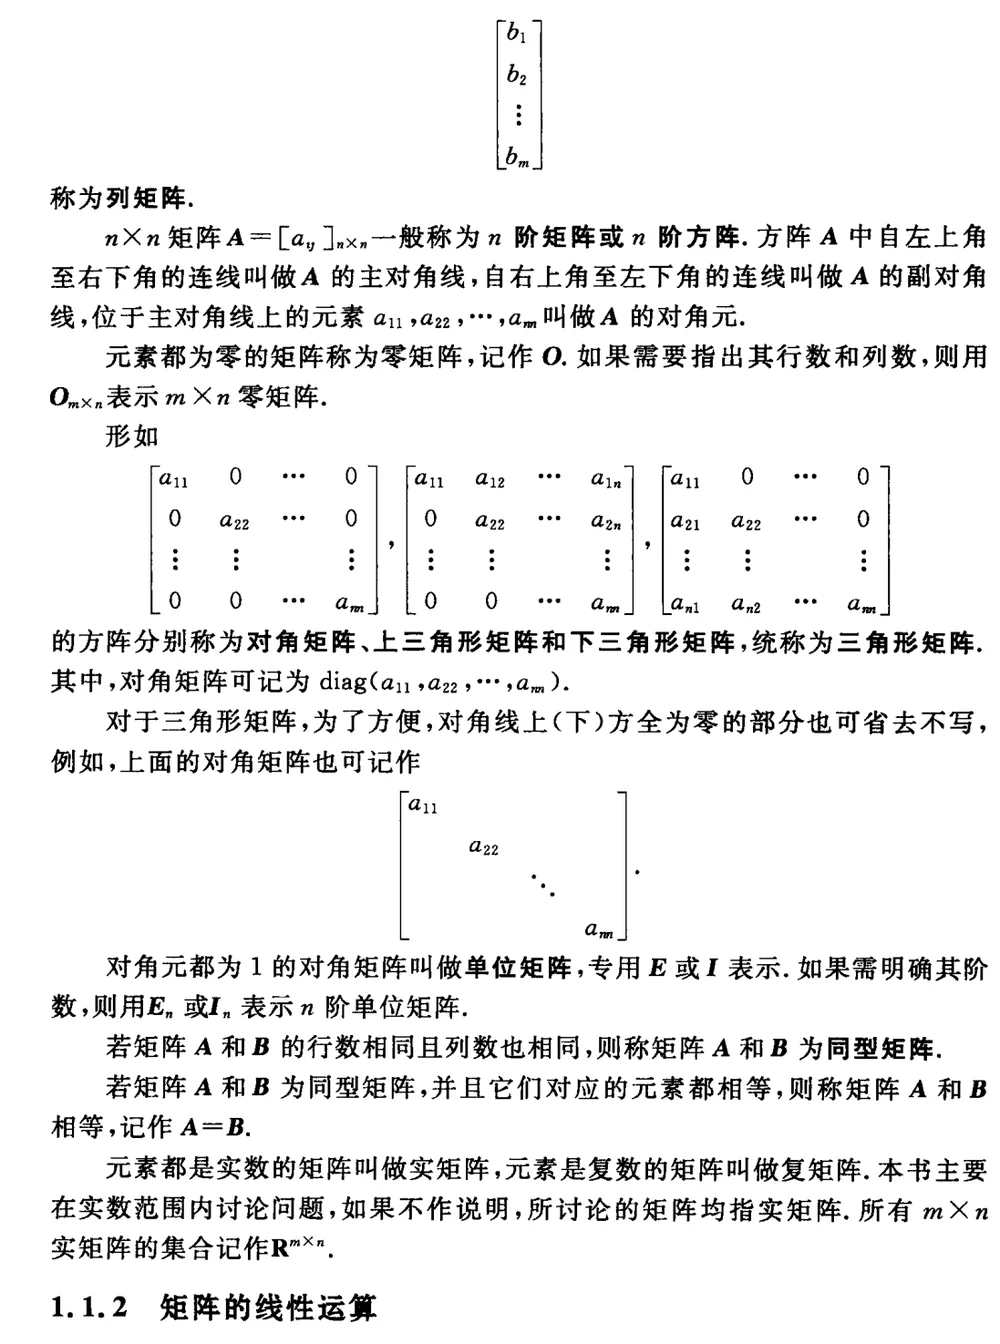 b₁
b₂
⋮
bₘ
称为列矩阵.
n×n 矩阵 A=[aᵢⱼ]ₙ×ₙ一般称为 n 阶矩阵或 n 阶方阵. 方阵 A 中自左上角
至右下角的连线叫做 A 的主对角线,自右上角至左下角的连线叫做 A 的副对角
线,位于主对角线上的元素 a₁₁,a₂₂,⋯,aₙₙ叫做 A 的对角元.
元素都为零的矩阵称为零矩阵,记作 O. 如果需要指出其行数和列数,则用
Oₘ×ₙ表示 m×n 零矩阵.
形如
[a₁₁ 0 ⋯ 0] [a₁₁ a₁₂ ⋯ a₁ₙ] [a₁₁ 0 ⋯ 0]
[0 a₂₂ ⋯ 0] [0 a₂₂ ⋯ a₂ₙ] [a₂₁ a₂₂ ⋯ 0]
[⋮ ⋮ ⋮], [⋮ ⋮ ⋮], [⋮ ⋮ ⋮]
[0 0 ⋯ aₙₙ] [0 0 ⋯ aₙₙ] [aₙ₁ aₙ₂ ⋯ aₙₙ]
的方阵分别称为对角矩阵、上三角形矩阵和下三角形矩阵,统称为三角形矩阵.
其中,对角矩阵可记为 diag(a₁₁,a₂₂,⋯,aₙₙ).
对于三角形矩阵,为了方便,对角线上(下)方全为零的部分也可省去不写,
例如,上面的对角矩阵也可记作
a₁₁
a₂₂
⋱
aₙₙ.
对角元都为 1 的对角矩阵叫做单位矩阵,专用 E 或 I 表示. 如果需明确其阶
数,则用Eₙ 或Iₙ 表示 n 阶单位矩阵.
若矩阵 A 和 B 的行数相同且列数也相同,则称矩阵 A 和 B 为同型矩阵.
若矩阵 A 和 B 为同型矩阵,并且它们对应的元素都相等,则称矩阵 A 和 B
相等,记作 A=B.
元素都是实数的矩阵叫做实矩阵,元素是复数的矩阵叫做复矩阵. 本书主要
在实数范围内讨论问题,如果不作说明,所讨论的矩阵均指实矩阵. 所有 m×n
实矩阵的集合记作Rᵐˣⁿ.
1.1.2 矩阵的线性运算